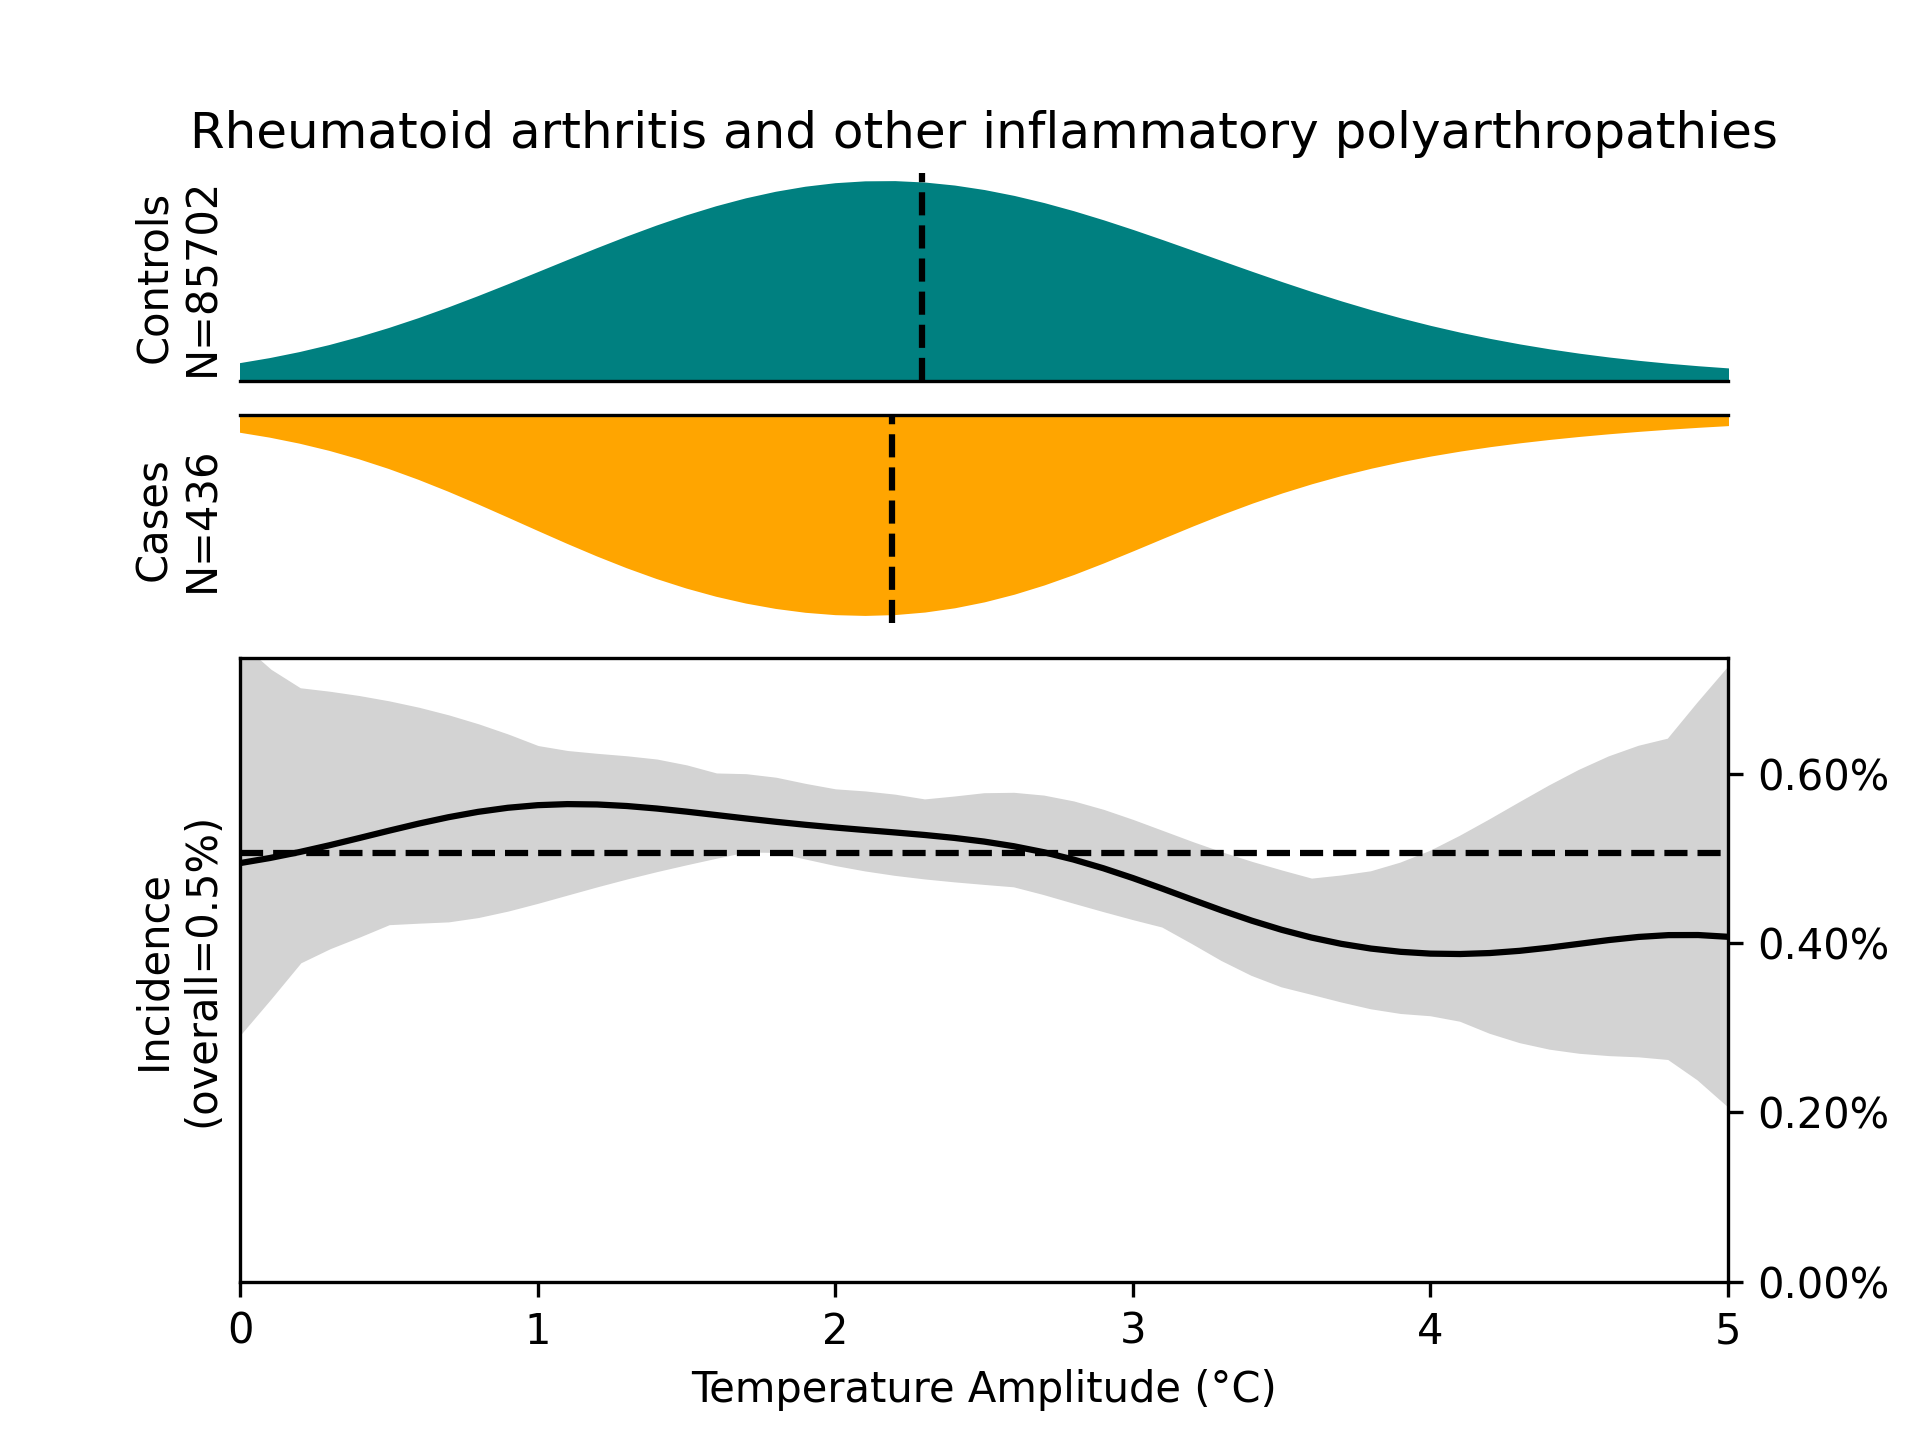 Rheumatoid arthritis and other inflammatory polyarthropathies
Controls
N=85702
Cases
N=436
Incidence
(overall=0.5%)
0.60%
0.40%
0.20%
0.00%
0 1 2 3 4 5
Temperature Amplitude (°C)